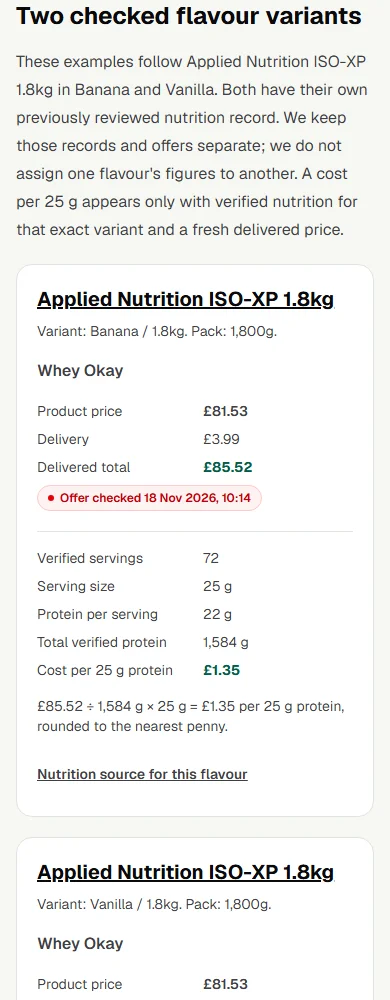 Two checked flavour variants
These examples follow Applied Nutrition ISO-XP
1.8kg in Banana and Vanilla. Both have their own
previously reviewed nutrition record. We keep
those records and offers separate; we do not
assign one flavour's figures to another. A cost
per 25 g appears only with verified nutrition for
that exact variant and a fresh delivered price.
Applied Nutrition ISO-XP 1.8kg
Variant: Banana / 1.8kg. Pack: 1,800g.
Whey Okay
Product price £81.53
Delivery £3.99
Delivered total £85.52
Offer checked 18 Nov 2026, 10:14
Verified servings 72
Serving size 25 g
Protein per serving 22 g
Total verified protein 1,584 g
Cost per 25 g protein £1.35
£85.52 ÷ 1,584 g × 25 g = £1.35 per 25 g protein,
rounded to the nearest penny.
Nutrition source for this flavour
Applied Nutrition ISO-XP 1.8kg
Variant: Vanilla / 1.8kg. Pack: 1,800g.
Whey Okay
Product price £81.53